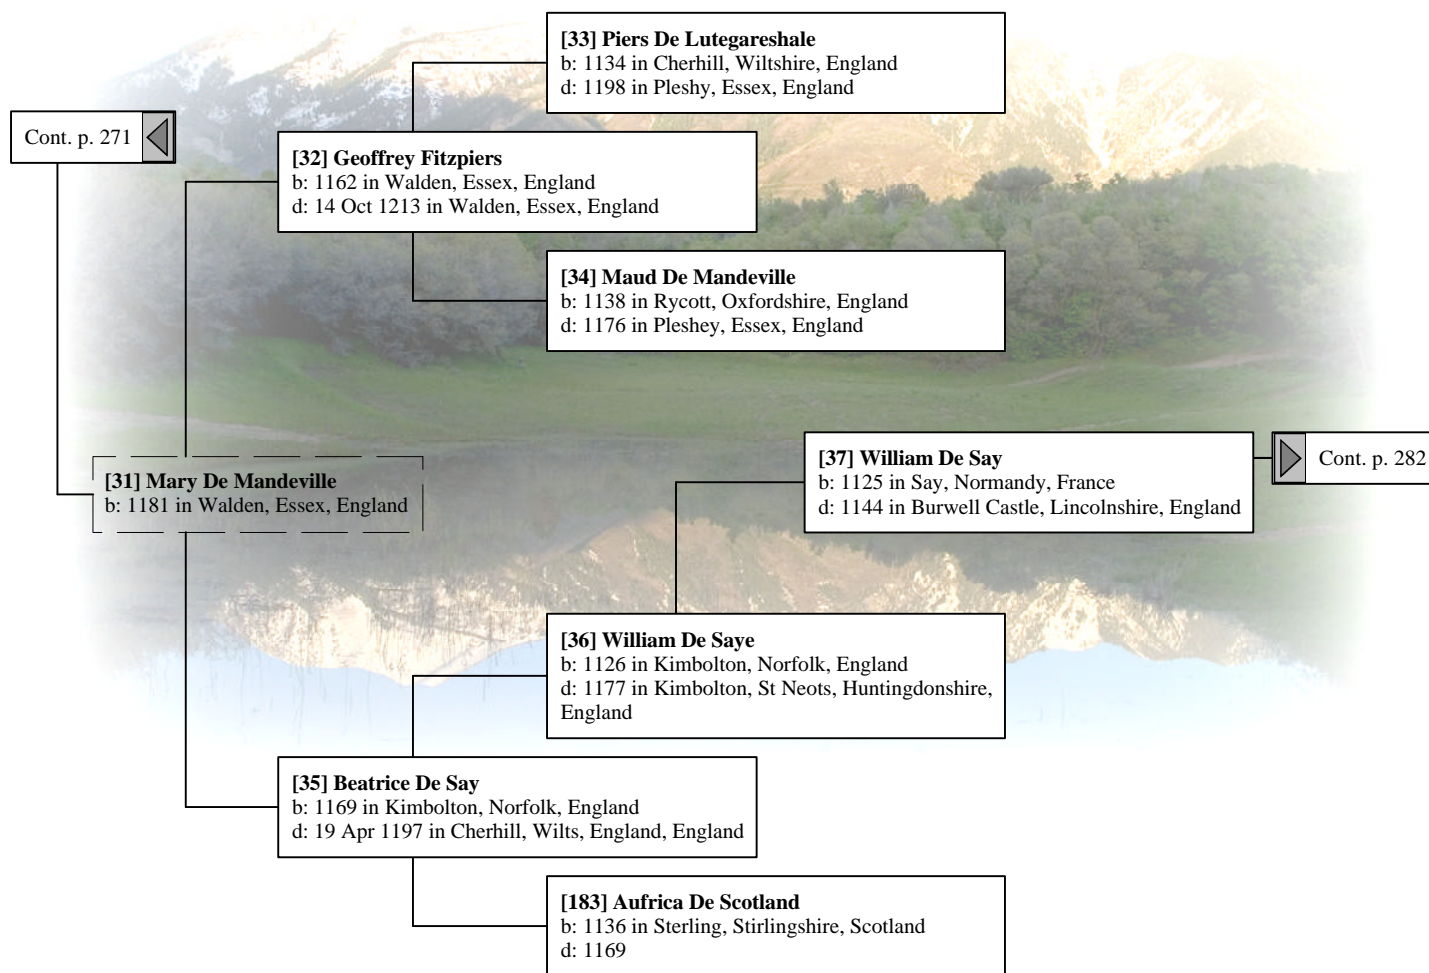 [33] Piers De Lutegareshale
b: 1134 in Cherhill, Wiltshire, England
d: 1198 in Pleshy, Essex, England
Cont. p. 271
[32] Geoffrey Fitzpiers
b: 1162 in Walden, Essex, England
d: 14 Oct 1213 in Walden, Essex, England
[34] Maud De Mandeville
b: 1138 in Rycott, Oxfordshire, England
d: 1176 in Pleshey, Essex, England
[31] Mary De Mandeville
b: 1181 in Walden, Essex, England
[37] William De Say
b: 1125 in Say, Normandy, France
d: 1144 in Burwell Castle, Lincolnshire, England
Cont. p. 282
[36] William De Saye
b: 1126 in Kimbolton, Norfolk, England
d: 1177 in Kimbolton, St Neots, Huntingdonshire,
England
[35] Beatrice De Say
b: 1169 in Kimbolton, Norfolk, England
d: 19 Apr 1197 in Cherhill, Wilts, England, England
[183] Aufrica De Scotland
b: 1136 in Sterling, Stirlingshire, Scotland
d: 1169